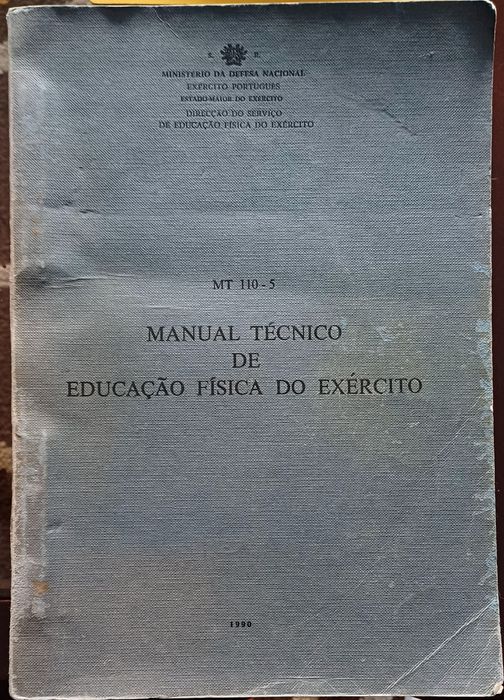 S. R.
MINISTÉRIO DA DEFESA NACIONAL
EXÉRCITO PORTUGUÊS
ESTADO-MAIOR DO EXÉRCITO
DIRECÇÃO DO SERVIÇO
DE EDUCAÇÃO FÍSICA DO EXÉRCITO
MT 110-5
MANUAL TÉCNICO
DE
EDUCAÇÃO FÍSICA DO EXÉRCITO
1990